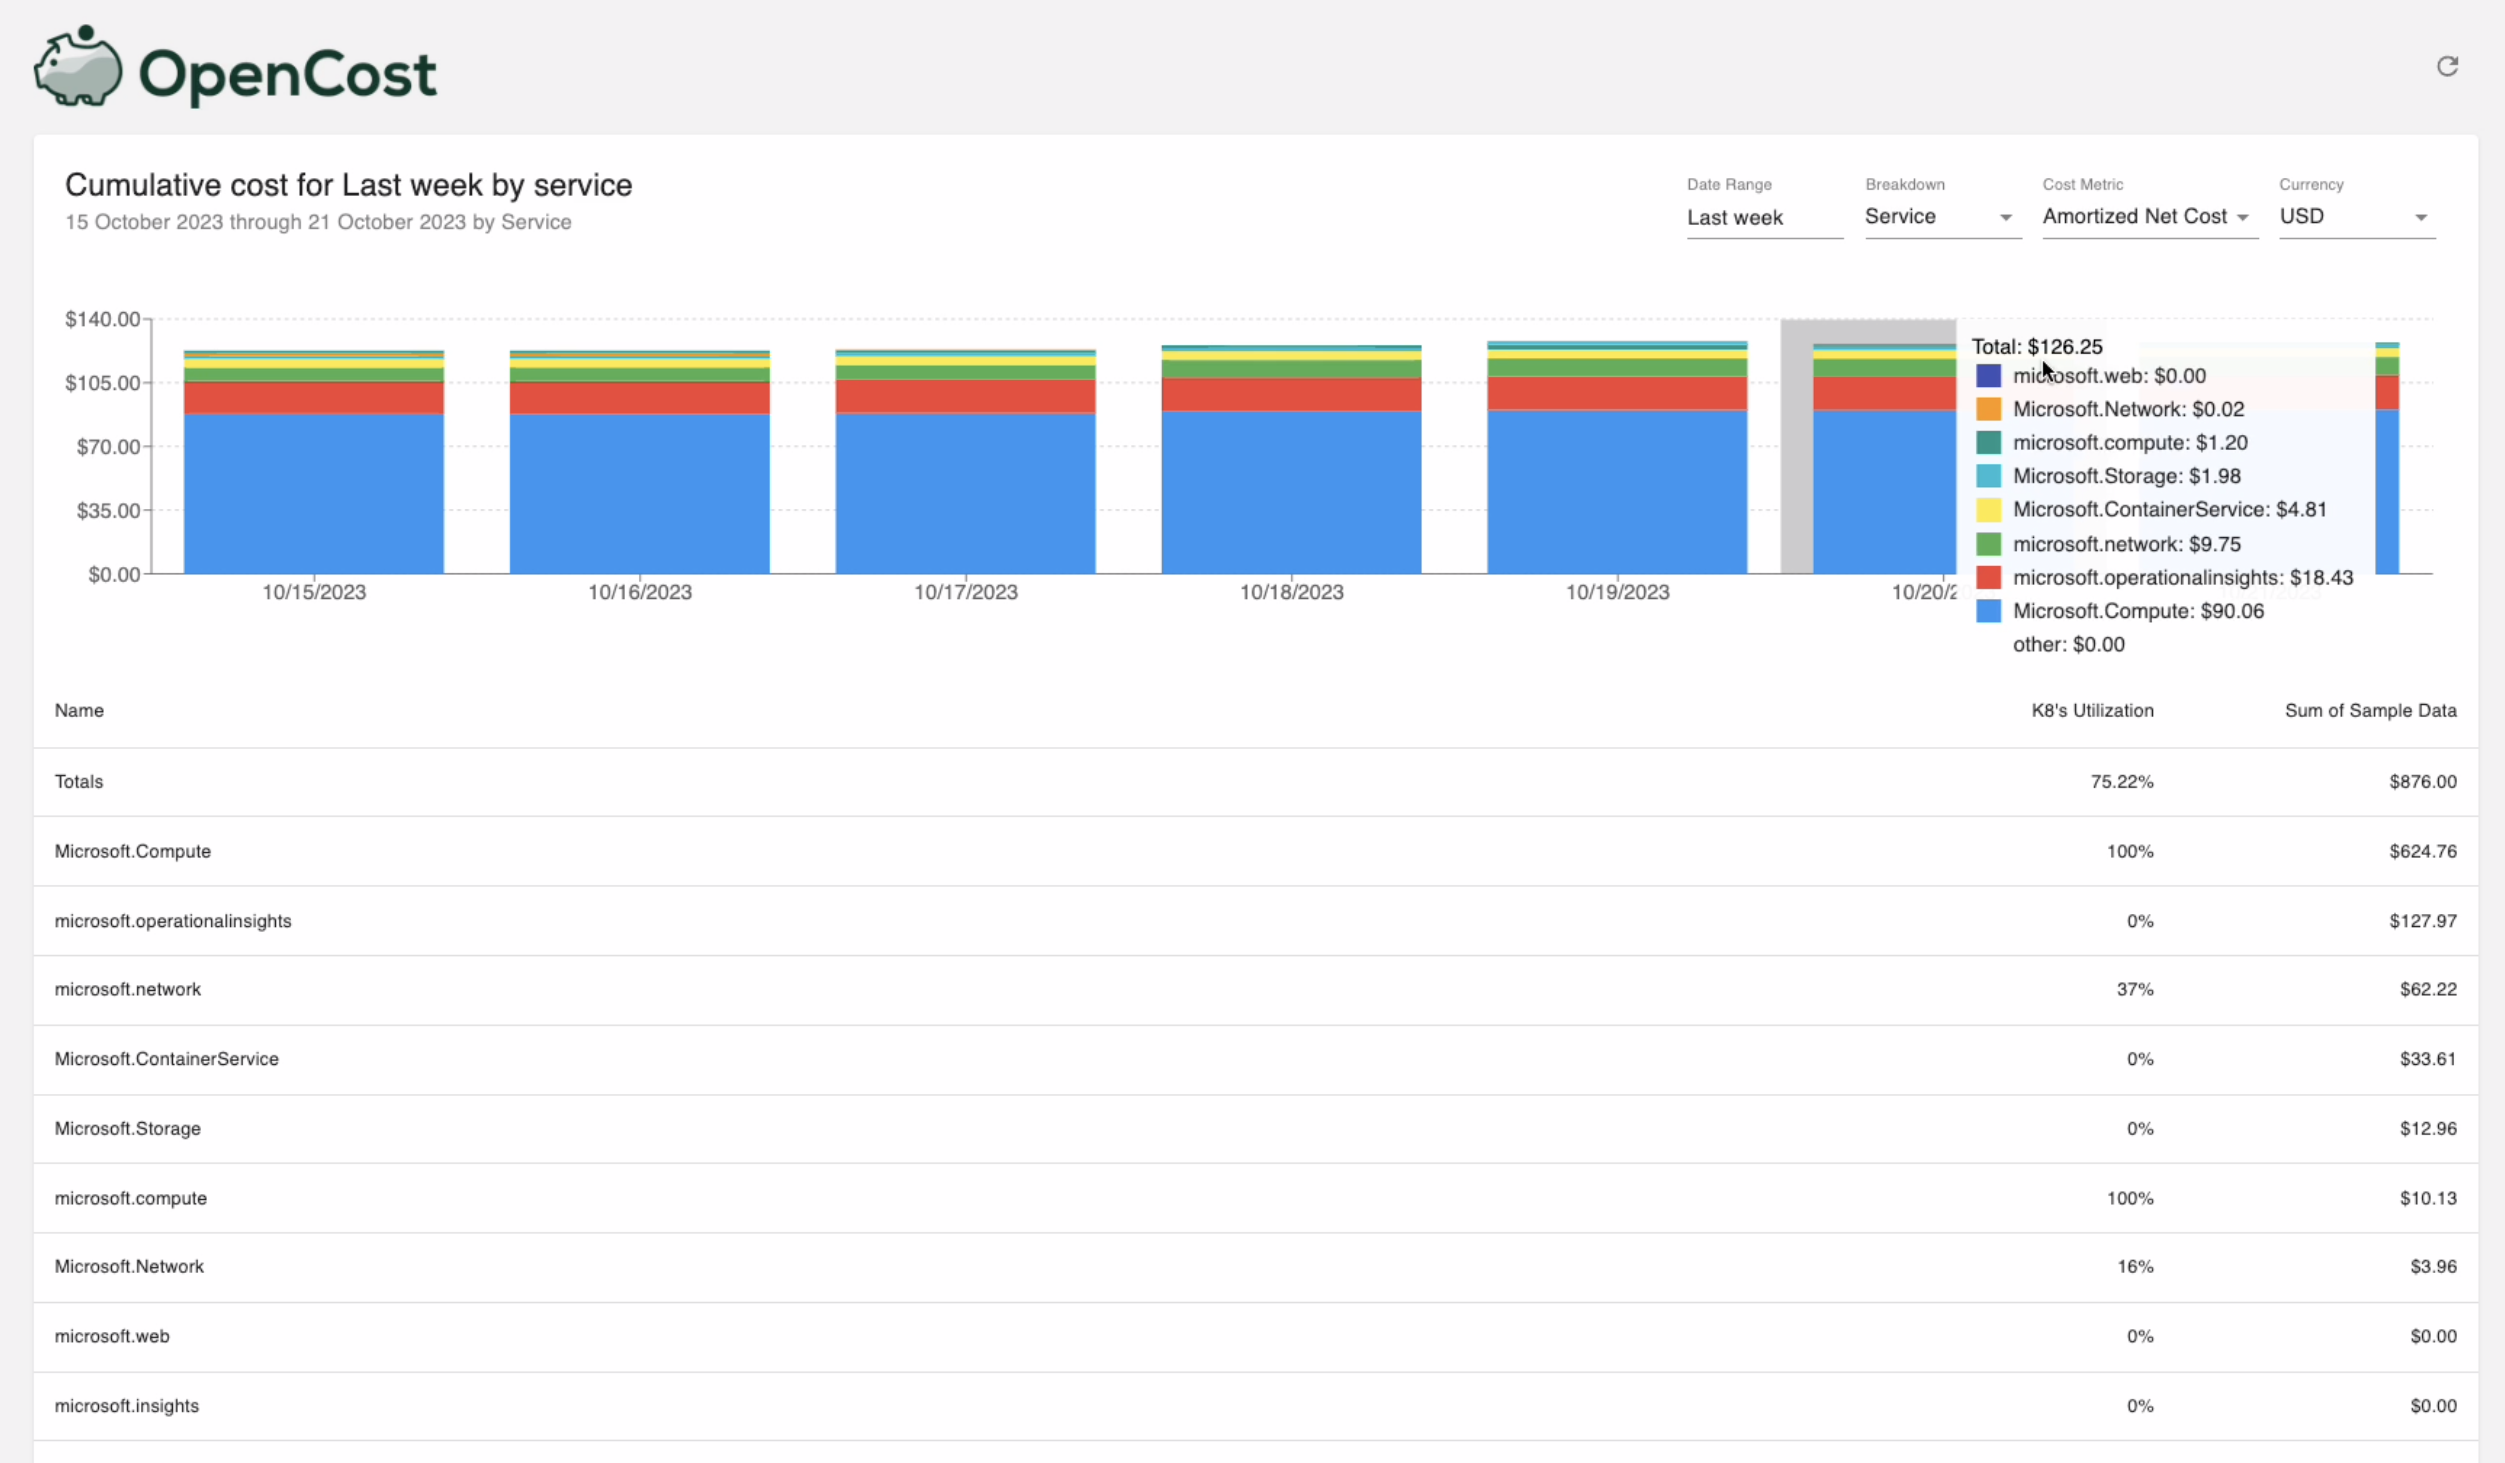 OpenCost
Cumulative cost for Last week by service
15 October 2023 through 21 October 2023 by Service
Date Range
Last week
Breakdown
Service
Cost Metric
Amortized Net Cost
Currency
USD
$140.00
$105.00
$70.00
$35.00
$0.00
10/15/2023
10/16/2023
10/17/2023
10/18/2023
10/19/2023
10/20/2
Total: $126.25
microsoft.web: $0.00
Microsoft.Network: $0.02
microsoft.compute: $1.20
Microsoft.Storage: $1.98
Microsoft.ContainerService: $4.81
microsoft.network: $9.75
microsoft.operationalinsights: $18.43
Microsoft.Compute: $90.06
other: $0.00
Name K8's Utilization Sum of Sample Data
Totals 75.22% $876.00
Microsoft.Compute 100% $624.76
microsoft.operationalinsights 0% $127.97
microsoft.network 37% $62.22
Microsoft.ContainerService 0% $33.61
Microsoft.Storage 0% $12.96
microsoft.compute 100% $10.13
Microsoft.Network 16% $3.96
microsoft.web 0% $0.00
microsoft.insights 0% $0.00